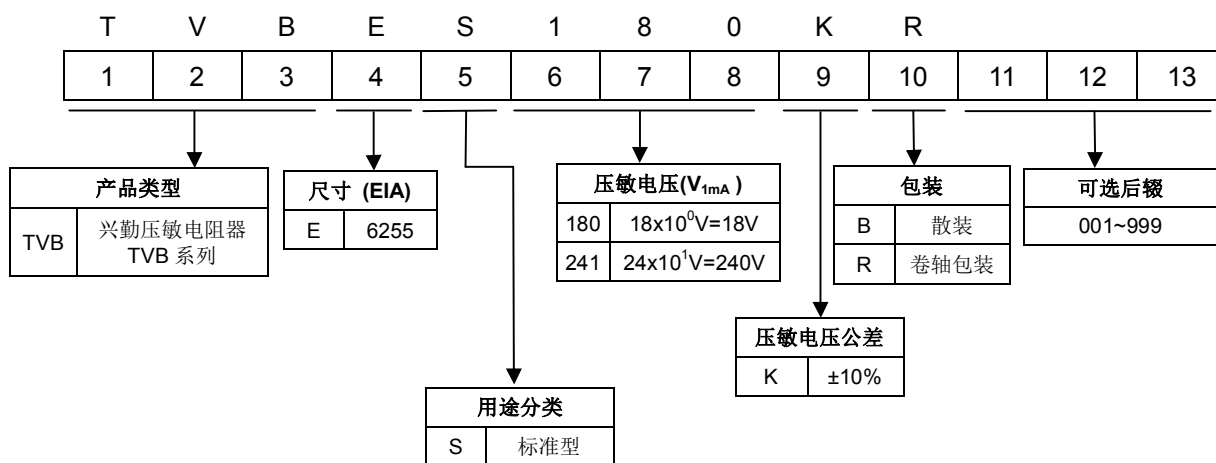 T V B E S 1 8 0 K R
1 2 3 4 5 6 7 8 9 10 11 12 13
产品类型
TVB 兴勤压敏电阻器
TVB 系列
尺寸 (EIA)
E 6255
压敏电压(V1mA )
180 18x10⁰V=18V
241 24x10¹V=240V
包装
B 散装
R 卷轴包装
可选后辍
001~999
压敏电压公差
K ±10%
用途分类
S 标准型